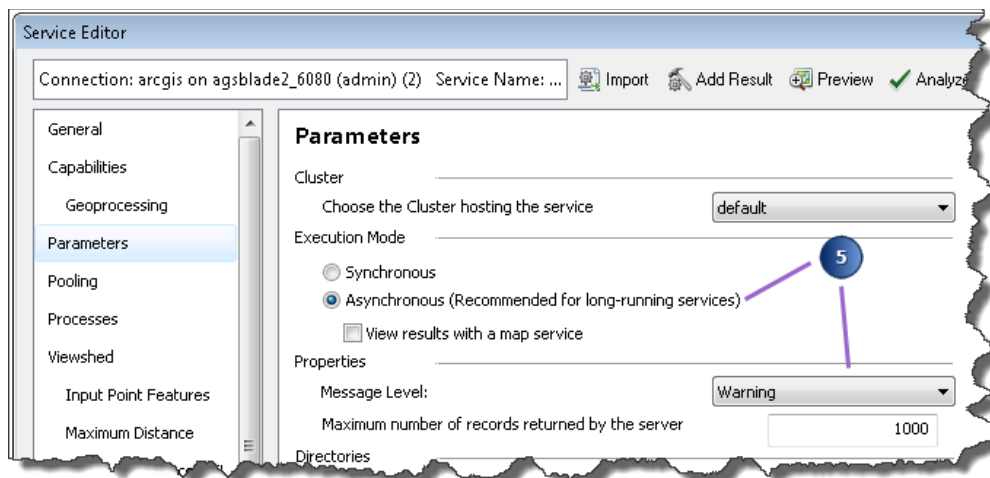 Service Editor
Connection: arcgis on agsblade2_6080 (admin) (2) Service Name: ... Import Add Result Preview Analyze
General
Capabilities
Geoprocessing
Parameters
Pooling
Processes
Viewshed
Input Point Features
Maximum Distance
Parameters
Cluster
Choose the Cluster hosting the service default
Execution Mode
Synchronous
Asynchronous (Recommended for long-running services)
5
View results with a map service
Properties
Message Level: Warning
Maximum number of records returned by the server 1000
Directories